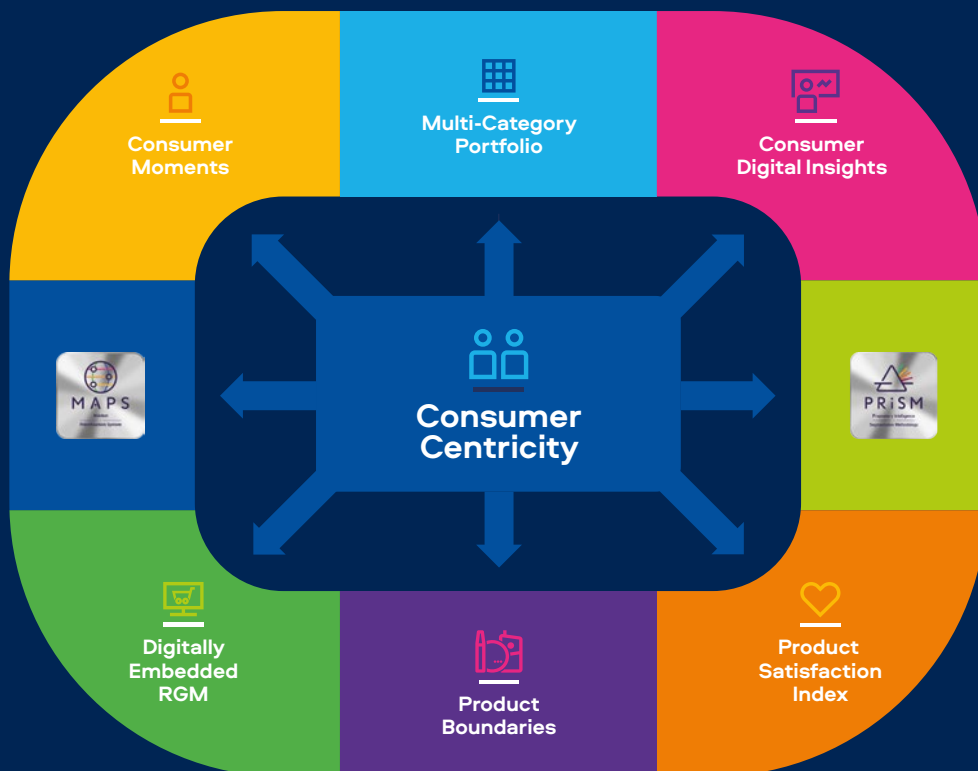 Consumer
Moments
Multi-Category
Portfolio
Consumer
Digital Insights
MAPS
Consumer
Centricity
PRiSM
Digitally
Embedded
RGM
Product
Boundaries
Product
Satisfaction
Index